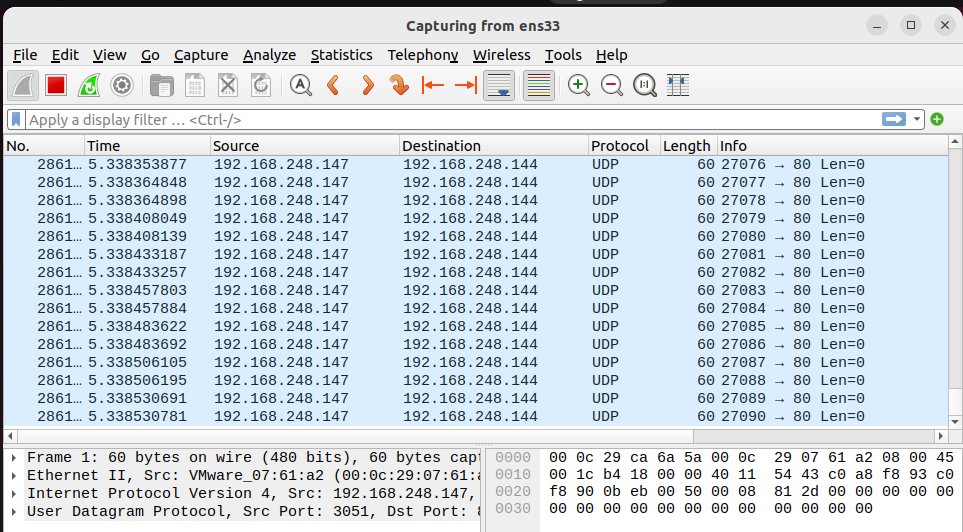 Capturing from ens33
File Edit View Go Capture Analyze Statistics Telephony Wireless Tools Help
Apply a display filter … <Ctrl-/>
No. Time Source Destination Protocol Length Info
2861… 5.338353877 192.168.248.147 192.168.248.144 UDP 60 27076 → 80 Len=0
2861… 5.338364848 192.168.248.147 192.168.248.144 UDP 60 27077 → 80 Len=0
2861… 5.338364898 192.168.248.147 192.168.248.144 UDP 60 27078 → 80 Len=0
2861… 5.338408049 192.168.248.147 192.168.248.144 UDP 60 27079 → 80 Len=0
2861… 5.338408139 192.168.248.147 192.168.248.144 UDP 60 27080 → 80 Len=0
2861… 5.338433187 192.168.248.147 192.168.248.144 UDP 60 27081 → 80 Len=0
2861… 5.338433257 192.168.248.147 192.168.248.144 UDP 60 27082 → 80 Len=0
2861… 5.338457803 192.168.248.147 192.168.248.144 UDP 60 27083 → 80 Len=0
2861… 5.338457884 192.168.248.147 192.168.248.144 UDP 60 27084 → 80 Len=0
2861… 5.338483622 192.168.248.147 192.168.248.144 UDP 60 27085 → 80 Len=0
2861… 5.338483692 192.168.248.147 192.168.248.144 UDP 60 27086 → 80 Len=0
2861… 5.338506105 192.168.248.147 192.168.248.144 UDP 60 27087 → 80 Len=0
2861… 5.338506195 192.168.248.147 192.168.248.144 UDP 60 27088 → 80 Len=0
2861… 5.338530691 192.168.248.147 192.168.248.144 UDP 60 27089 → 80 Len=0
2861… 5.338530781 192.168.248.147 192.168.248.144 UDP 60 27090 → 80 Len=0
Frame 1: 60 bytes on wire (480 bits), 60 bytes cap
Ethernet II, Src: VMware_07:61:a2 (00:0c:29:07:61:a
Internet Protocol Version 4, Src: 192.168.248.147,
User Datagram Protocol, Src Port: 3051, Dst Port: 8
0000 00 0c 29 ca 6a 5a 00 0c 29 07 61 a2 08 00 45
0010 00 1c b4 18 00 00 40 11 54 43 c0 a8 f8 93 c0
0020 f8 90 0b eb 00 50 00 08 81 2d 00 00 00 00 00
0030 00 00 00 00 00 00 00 00 00 00 00 00